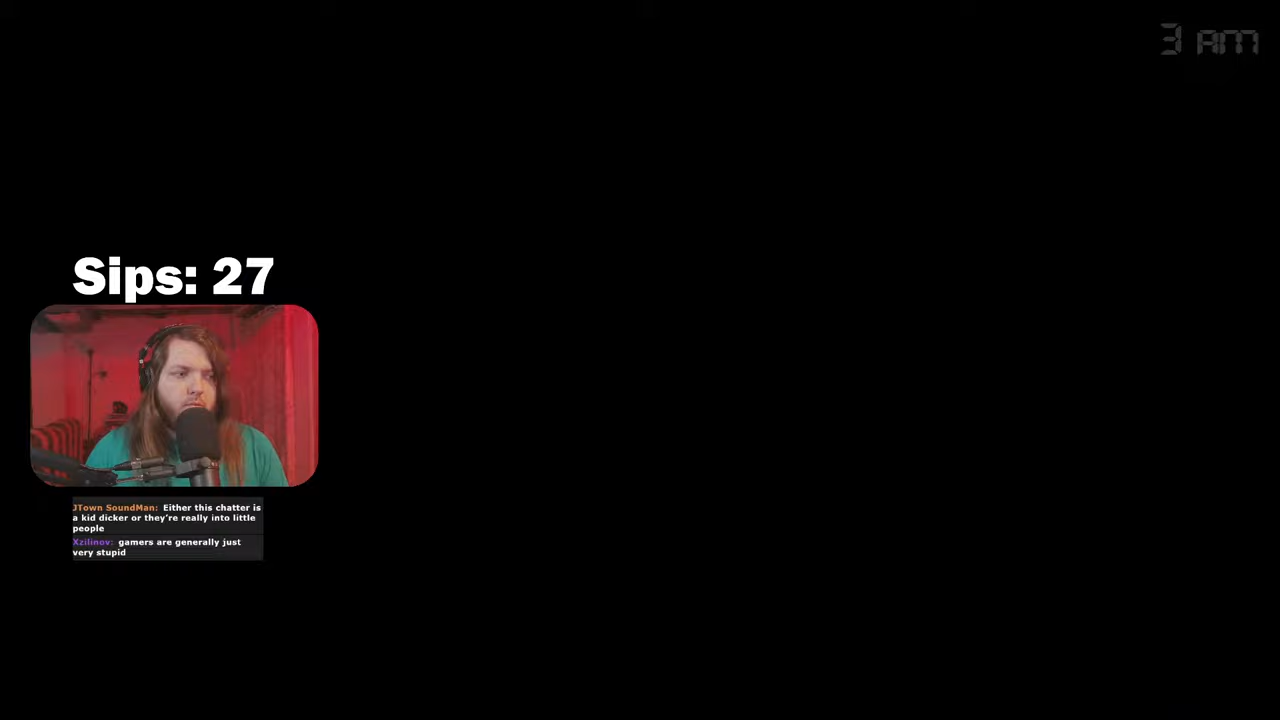 3 AM
Sips: 27
JTown SoundMan: Either this chatter is
a kid dicker or they're really into little
people
Xzilinov: gamers are generally just
very stupid